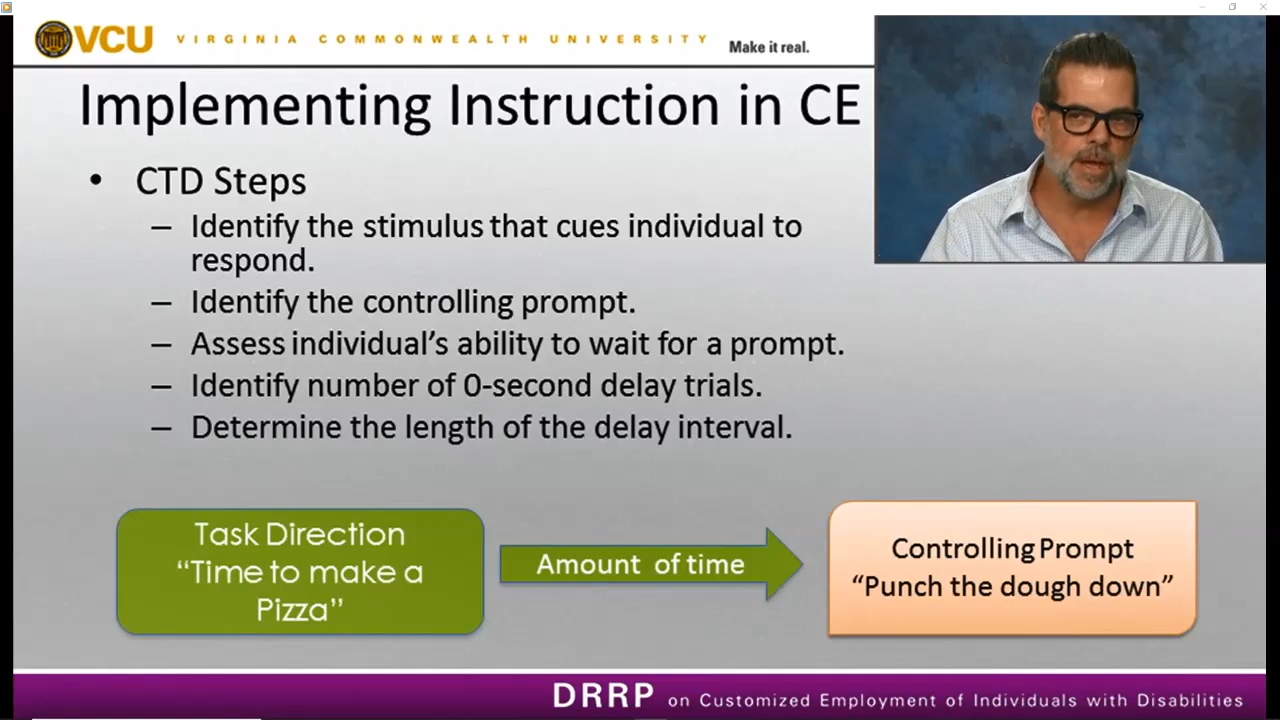 VCU VIRGINIA COMMONWEALTH UNIVERSITY Make it real.
Implementing Instruction in CE
• CTD Steps
– Identify the stimulus that cues individual to
respond.
– Identify the controlling prompt.
– Assess individual’s ability to wait for a prompt.
– Identify number of 0-second delay trials.
– Determine the length of the delay interval.
Task Direction
“Time to make a
Pizza”
Amount of time
Controlling Prompt
“Punch the dough down”
DRRP on Customized Employment of Individuals with Disabilities